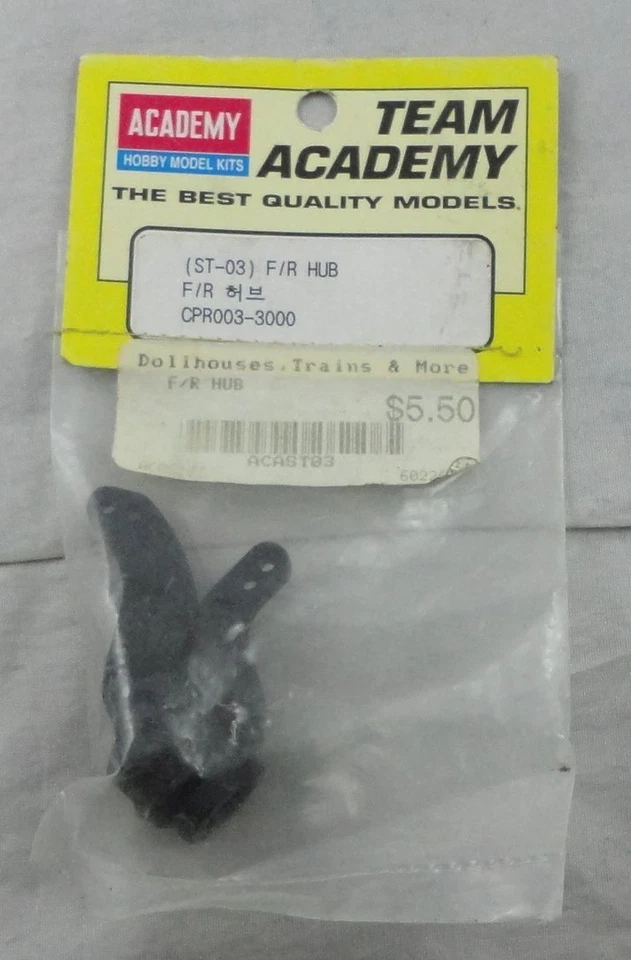 ACADEMY
HOBBY MODEL KITS
TEAM
ACADEMY
THE BEST QUALITY MODELS.
(ST-03) F/R HUB
F/R 허브
CPR003-3000
Dollhouses, Trains & More
F/R HUB
$5.50
ACAST03